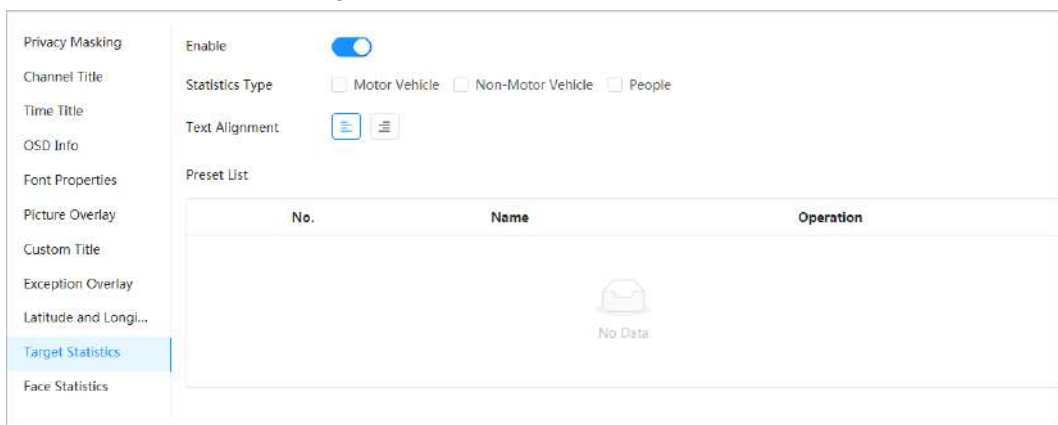 Privacy Masking
Channel Title
Time Title
OSD Info
Font Properties
Picture Overlay
Custom Title
Exception Overlay
Latitude and Longi...
Target Statistics
Face Statistics
Enable
Statistics Type Motor Vehicle Non-Motor Vehicle People
Text Alignment
Preset List
No. Name Operation
No Data